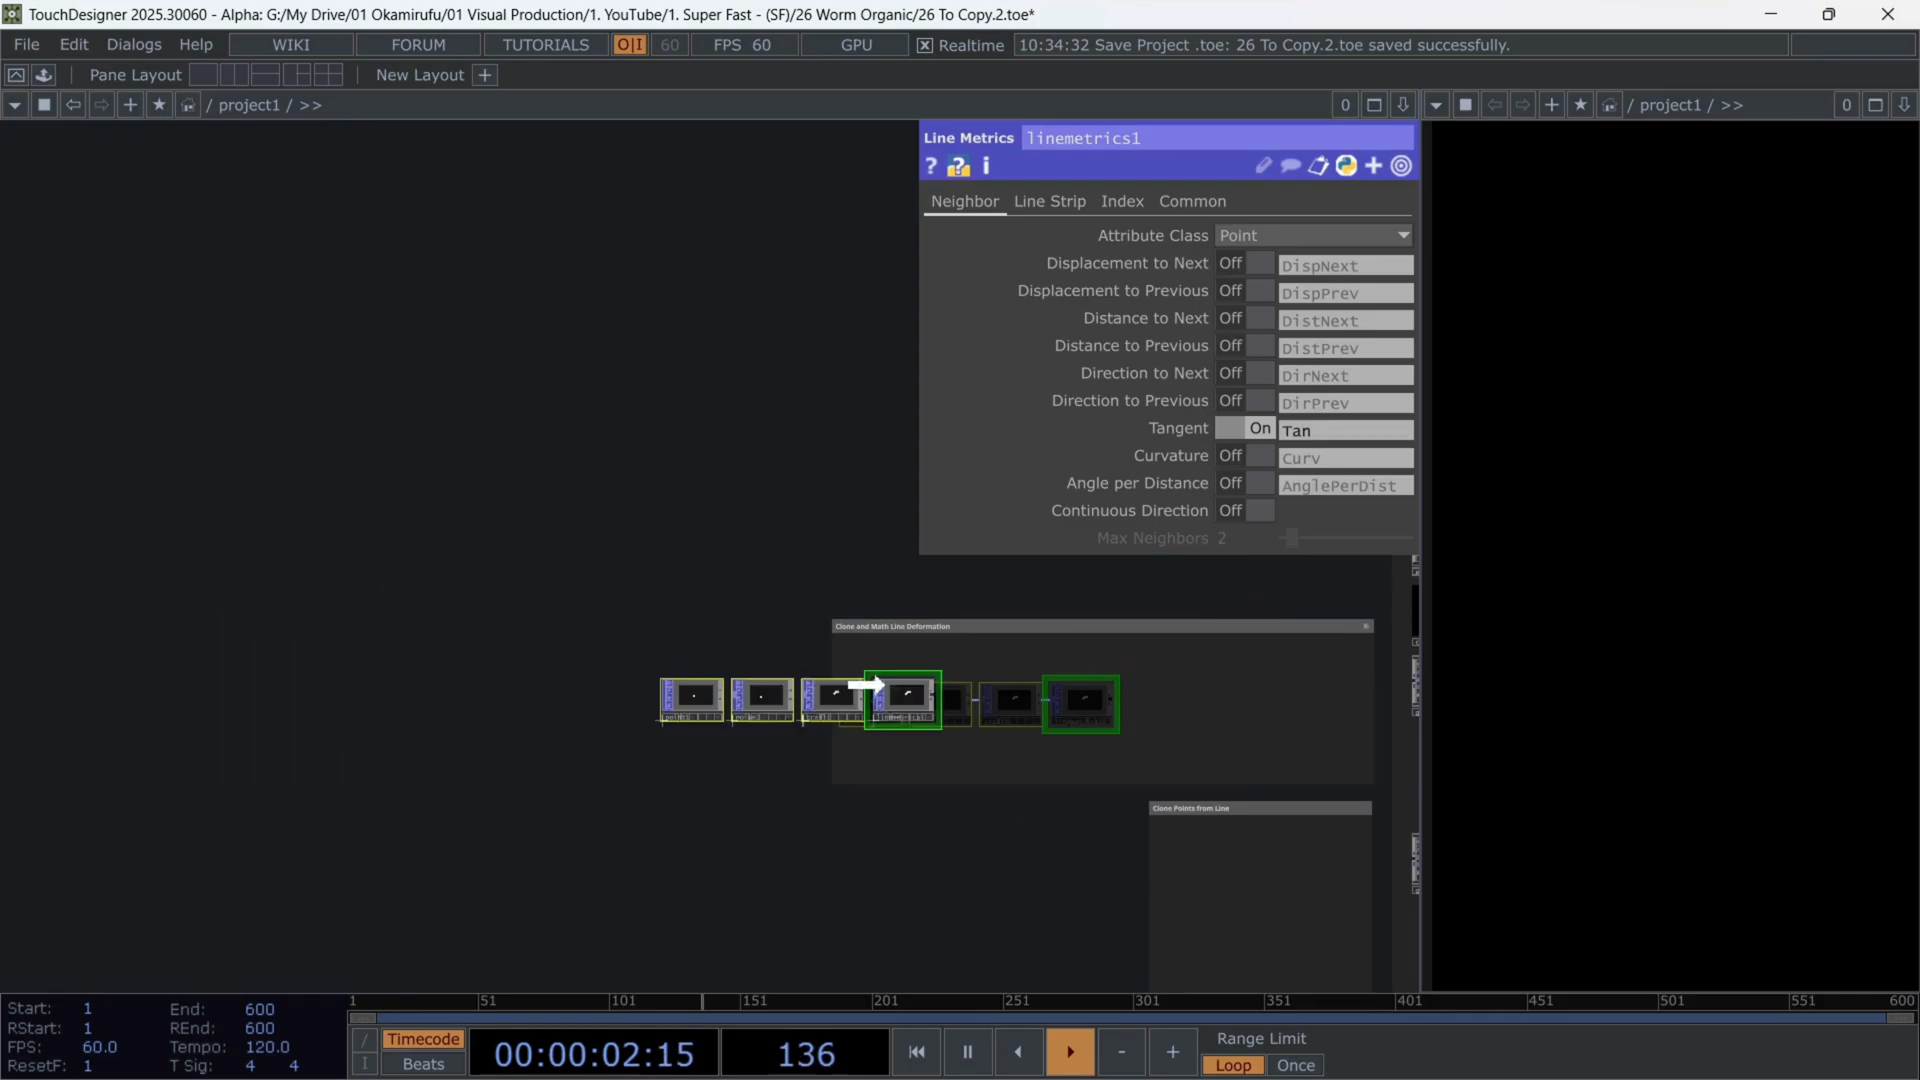 TouchDesigner 2025.30060 - Alpha: G:/My Drive/01 Okamirufu/01 Visual Production/1. YouTube/1. Super Fast - (SF)/26 Worm Organic/26 To Copy.2.toe*
File Edit Dialogs Help WIKI FORUM TUTORIALS O|I 60 FPS 60 GPU Realtime 10:34:32 Save Project .toe: 26 To Copy.2.toe saved successfully.
Pane Layout New Layout +
/ project1 / >> 0 / project1 / >> 0
Line Metrics linemetrics1
? ? i
Neighbor Line Strip Index Common
Attribute Class Point
Displacement to Next Off DispNext
Displacement to Previous Off DispPrev
Distance to Next Off DistNext
Distance to Previous Off DistPrev
Direction to Next Off DirNext
Direction to Previous Off DirPrev
Tangent On Tan
Curvature Off Curv
Angle per Distance Off AnglePerDist
Continuous Direction Off
Max Neighbors 2
Clone and Math Line Deformation
Clone Points from Line
1 51 101 151 201 251 301 351 401 451 501 551 600
Start: 1 End: 600
RStart: 1 REnd: 600
FPS: 60.0 Tempo: 120.0
ResetF: 1 T Sig: 4 4
/ Timecode
I Beats
00:00:02:15 136
- +
Range Limit
Loop Once